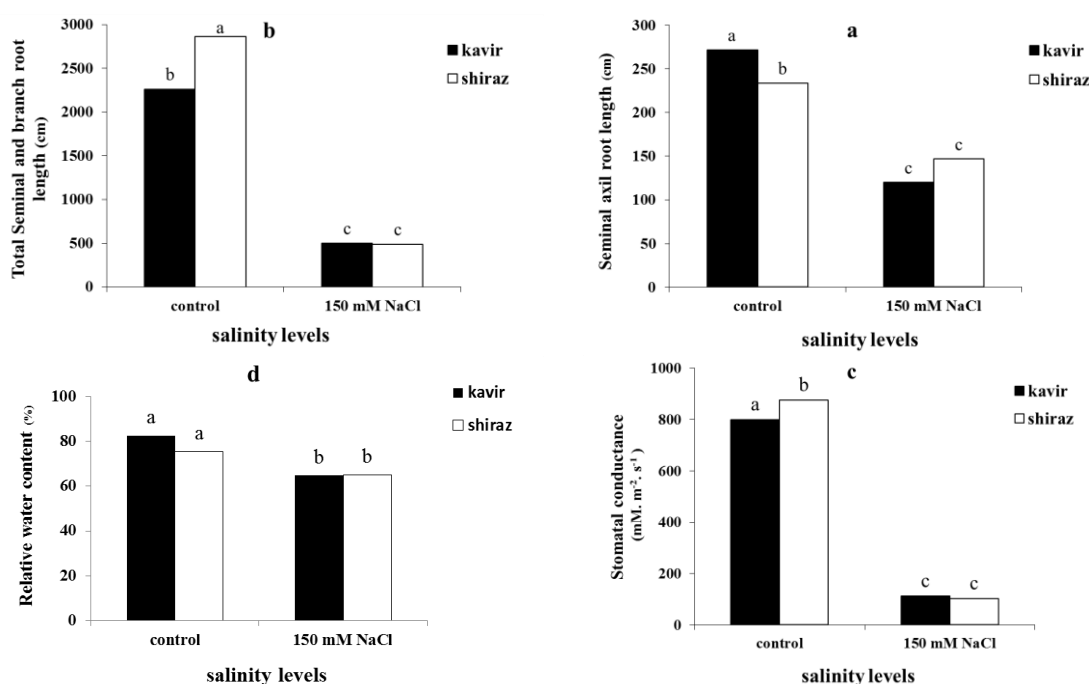 b
3000
2500
2000
1500
1000
500
0
Total Seminal and branch root
length (cm)
b
a
c
c
control
150 mM NaCl
salinity levels
kavir
shiraz
a
300
250
200
150
100
50
0
Seminal axil root length (cm)
a
b
c
c
control
150 mM NaCl
salinity levels
kavir
shiraz
d
100
80
60
40
20
0
Relative water content (%)
a
a
b
b
control
150 mM NaCl
salinity levels
kavir
shiraz
c
1000
800
600
400
200
0
Stomatal conductance
(mM. m⁻². s⁻¹)
a
b
c
c
control
150 mM NaCl
salinity levels
kavir
shiraz